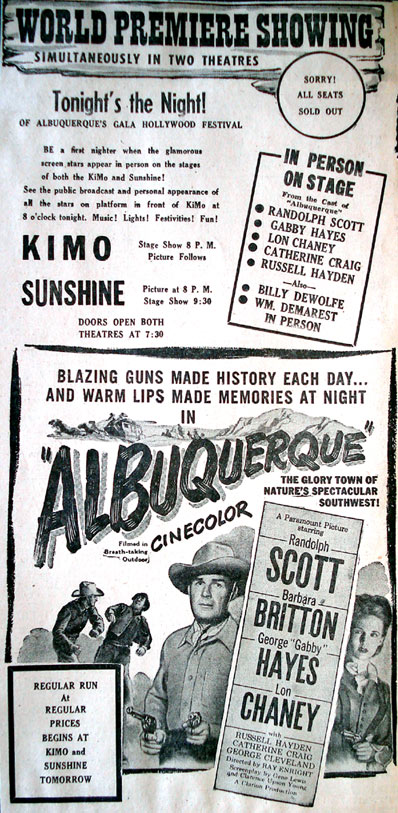 WORLD PREMIERE SHOWING
SIMULTANEOUSLY IN TWO THEATRES
SORRY!
ALL SEATS
SOLD OUT
Tonight's the Night!
OF ALBUQUERQUE'S GALA HOLLYWOOD FESTIVAL
BE a first nighter when the glamorous
screen stars appear in person on the stages
of both the KiMo and Sunshine!
See the public broadcast and personal appearance of
all the stars on platform in front of KiMo at
8 o'clock tonight. Music! Lights! Festivities! Fun!
KIMO
Stage Show 8 P. M.
Picture Follows
SUNSHINE
Picture at 8 P. M.
Stage Show 9:30
DOORS OPEN BOTH
THEATRES AT 7:30
IN PERSON
ON STAGE
From the Cast of
"Albuquerque"
● RANDOLPH SCOTT
● GABBY HAYES
● LON CHANEY
● CATHERINE CRAIG
● RUSSELL HAYDEN
—Also—
● BILLY DEWOLFE
● WM. DEMAREST
IN PERSON
BLAZING GUNS MADE HISTORY EACH DAY...
AND WARM LIPS MADE MEMORIES AT NIGHT
IN
"ALBUQUERQUE"
THE GLORY TOWN OF
NATURE'S SPECTACULAR
SOUTHWEST!
Filmed in
Breath-taking
Outdoor
CINECOLOR
A Paramount Picture
starring
Randolph
SCOTT
Barbara
BRITTON
George "Gabby"
HAYES
Lon
CHANEY
with
RUSSELL HAYDEN
CATHERINE CRAIG
GEORGE CLEVELAND
Directed by RAY ENRIGHT
Screenplay by Gene Lewis
and Clarence Upson Young
A Clarion Production
REGULAR RUN
At
REGULAR
PRICES
BEGINS AT
KIMO and
SUNSHINE
TOMORROW